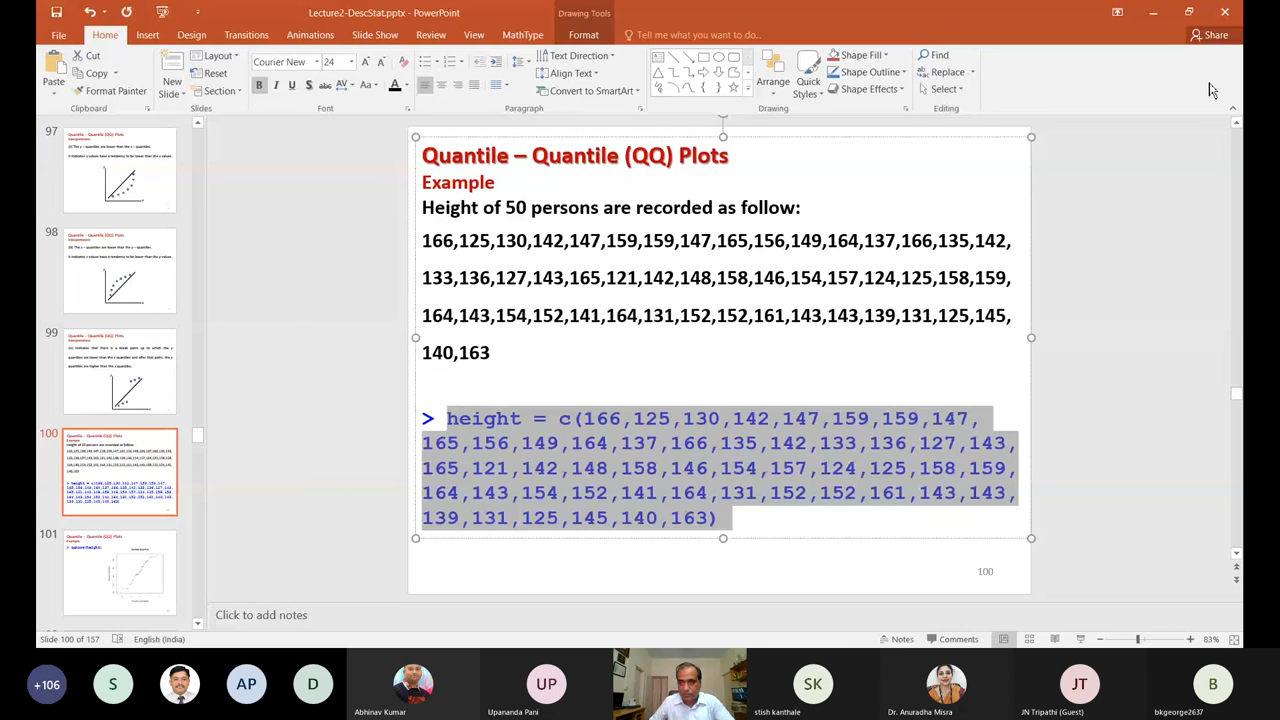 Lecture2-DescStat.pptx - PowerPoint
Drawing Tools
File Home Insert Design Transitions Animations Slide Show Review View MathType Format Tell me what you want to do... Share
Paste
Cut
Copy
Format Painter
Clipboard
New Slide
Layout
Reset
Section
Slides
Courier New 24
B I U S abc AV Aa A
Font
Text Direction
Align Text
Convert to SmartArt
Paragraph
Arrange
Quick Styles
Shape Fill
Shape Outline
Shape Effects
Drawing
Find
Replace
Select
Editing
97
98
99
100
101
Quantile – Quantile (QQ) Plots
Example
Height of 50 persons are recorded as follow:
166,125,130,142,147,159,159,147,165,156,149,164,137,166,135,142,
133,136,127,143,165,121,142,148,158,146,154,157,124,125,158,159,
164,143,154,152,141,164,131,152,152,161,143,143,139,131,125,145,
140,163
> height = c(166,125,130,142,147,159,159,147,
165,156,149,164,137,166,135,142,133,136,127,143,
165,121,142,148,158,146,154,157,124,125,158,159,
164,143,154,152,141,164,131,152,152,161,143,143,
139,131,125,145,140,163)
100
Click to add notes
Slide 100 of 157 English (India) Notes Comments 83%
+106 S AP D UP SK JT B
Abhinav Kumar Upananda Pani stish kanthale Dr. Anuradha Misra JN Tripathi (Guest) bkgeorge2637